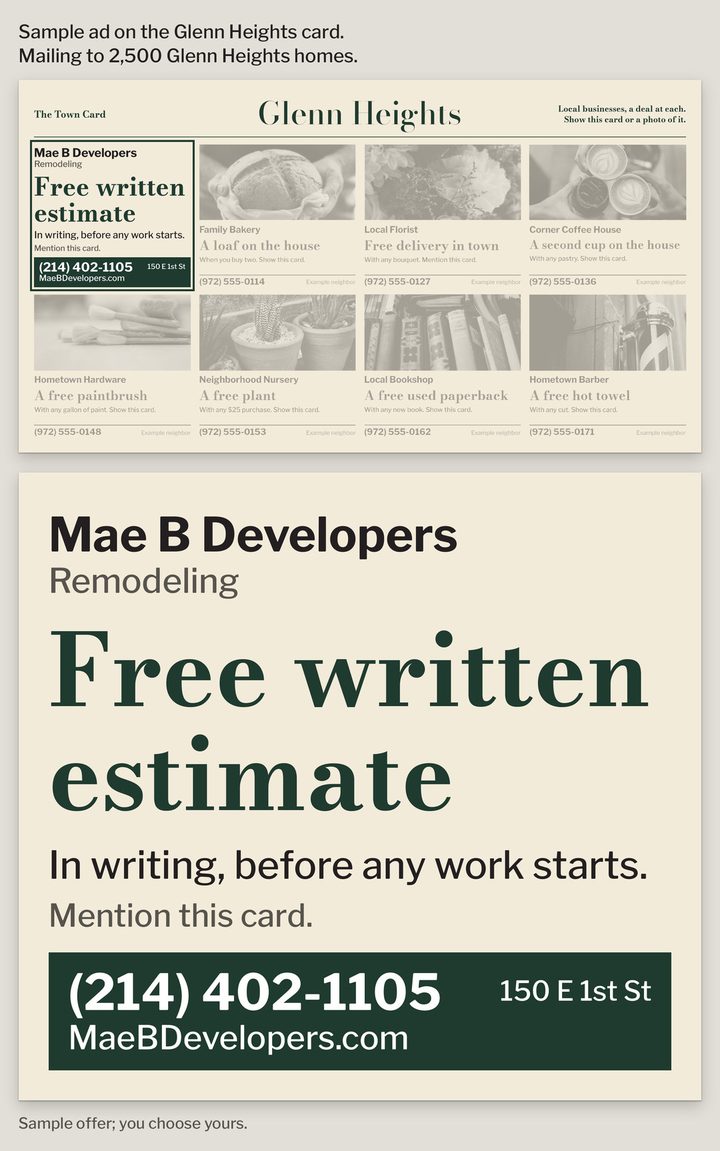 Sample ad on the Glenn Heights card.
Mailing to 2,500 Glenn Heights homes.
The Town Card
Glenn Heights
Local businesses, a deal at each.
Show this card or a photo of it.
Mae B Developers
Remodeling
Free written
estimate
In writing, before any work starts.
Mention this card.
(214) 402-1105
150 E 1st St
MaeBDevelopers.com
Family Bakery
A loaf on the house
When you buy two. Show this card.
(972) 555-0114
Example neighbor
Local Florist
Free delivery in town
With any bouquet. Mention this card.
(972) 555-0127
Example neighbor
Corner Coffee House
A second cup on the house
With any pastry. Show this card.
(972) 555-0136
Example neighbor
Hometown Hardware
A free paintbrush
With any gallon of paint. Show this card.
(972) 555-0148
Example neighbor
Neighborhood Nursery
A free plant
With any $25 purchase. Show this card.
(972) 555-0153
Example neighbor
Local Bookshop
A free used paperback
With any new book. Show this card.
(972) 555-0162
Example neighbor
Hometown Barber
A free hot towel
With any cut. Show this card.
(972) 555-0171
Example neighbor
Mae B Developers
Remodeling
Free written
estimate
In writing, before any work starts.
Mention this card.
(214) 402-1105
150 E 1st St
MaeBDevelopers.com
Sample offer; you choose yours.